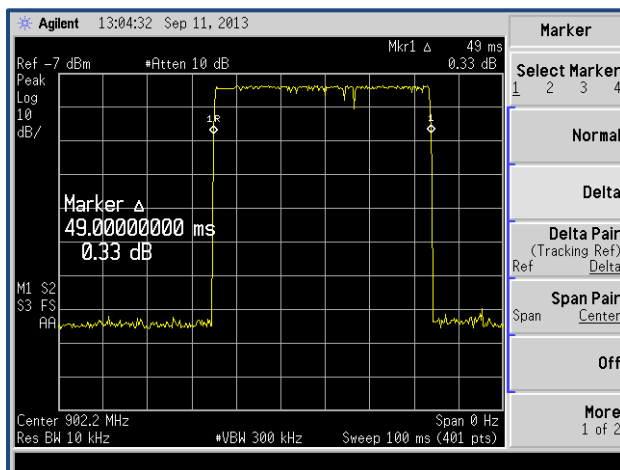 Agilent 13:04:32 Sep 11, 2013
Mkr1 Δ 49 ms
Ref -7 dBm #Atten 10 dB 0.33 dB
Peak
Log
10
dB/
1R
1
Marker Δ
49.00000000 ms
0.33 dB
M1 S2
S3 FS
AA
Center 902.2 MHz Span 0 Hz
Res BW 10 kHz #VBW 300 kHz Sweep 100 ms (401 pts)
Marker
Select Marker
1 2 3 4
Normal
Delta
Delta Pair
(Tracking Ref)
Ref Delta
Span Pair
Span Center
Off
More
1 of 2